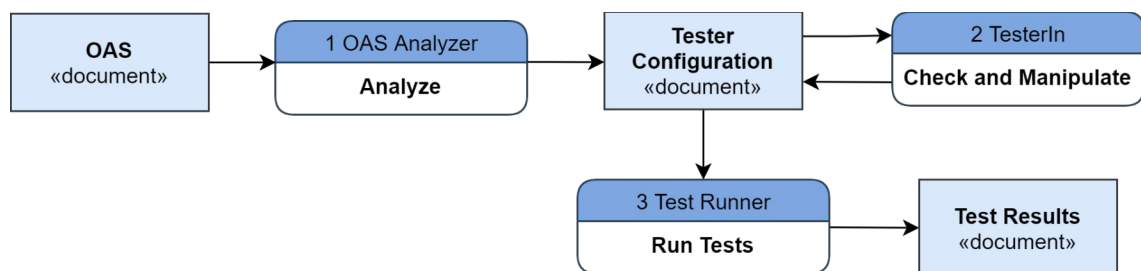 OAS
«document»
1 OAS Analyzer
Analyze
Tester
Configuration
«document»
2 TesterIn
Check and Manipulate
3 Test Runner
Run Tests
Test Results
«document»